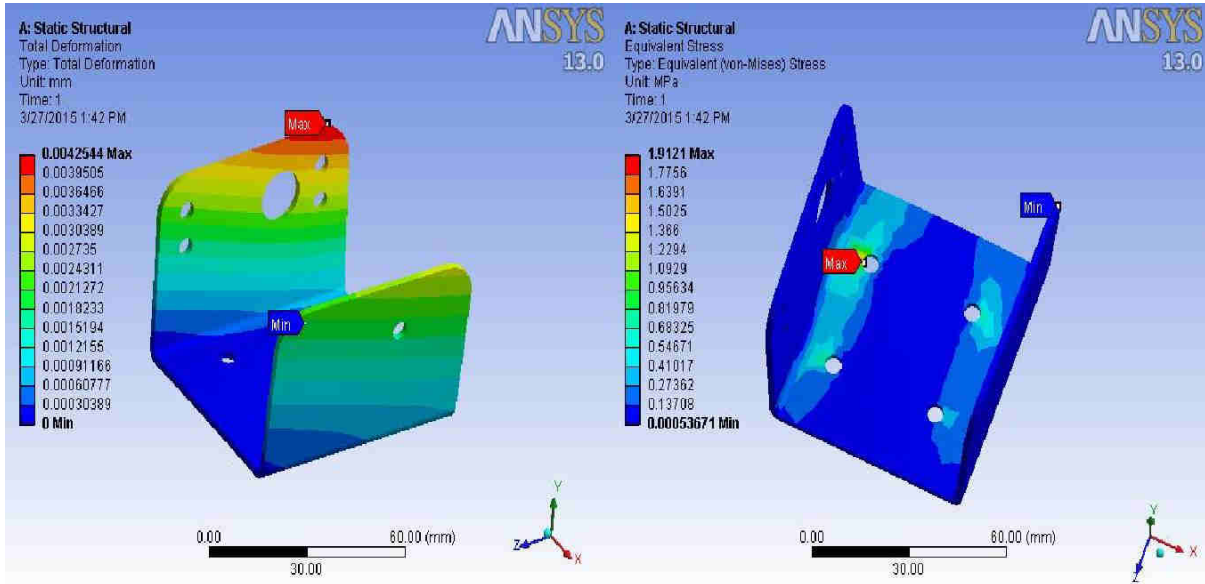 A: Static Structural
Total Deformation
Type: Total Deformation
Unit: mm
Time: 1
3/27/2015 1:42 PM
ANSYS
13.0
Max
0.0042544 Max
0.0039505
0.0036466
0.0033427
0.0030389
0.002735
0.0024311
0.0021272
0.0018233
0.0015194
0.0012155
0.00091166
0.00060777
0.00030389
0 Min
Min
0.00
60.00 (mm)
30.00
Y
Z
X
A: Static Structural
Equivalent Stress
Type: Equivalent (von-Mises) Stress
Unit: MPa
Time: 1
3/27/2015 1:42 PM
ANSYS
13.0
1.9121 Max
1.7756
1.6391
1.5025
1.366
1.2294
1.0929
0.95634
0.81979
0.68325
0.54671
0.41017
0.27362
0.13708
0.00053671 Min
Min
Max
0.00
60.00 (mm)
30.00
Y
X
Z